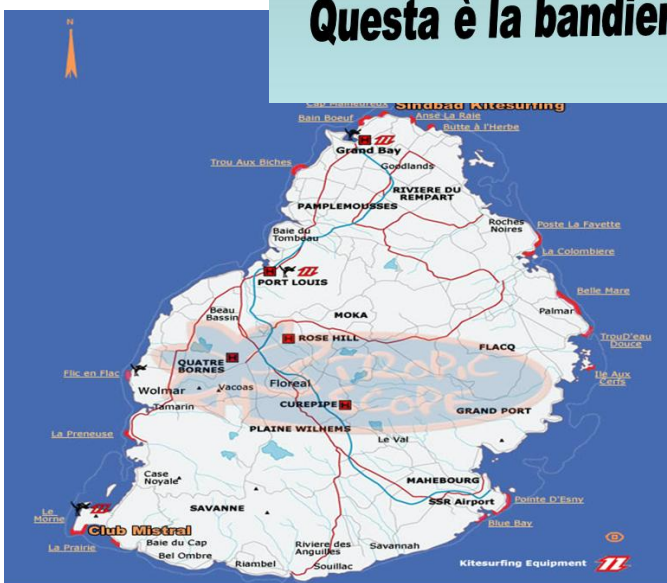 Questa è la bandier
N
Cap Malheureux
Sindbad Kitesurfing
Bain Boeuf
Anse La Raie
Butte à l'Herbe
Grand Bay
Trou Aux Biches
Goodlands
RIVIERE DU
REMPART
PAMPLEMOUSSES
Roches
Noires
Poste La Fayette
Baie du
Tombeau
La Colombiere
PORT LOUIS
Belle Mare
Beau
Bassin
MOKA
Palmar
ROSE HILL
TrouD'eau
Douce
FLACQ
QUATRE
BORNES
Flic en Flac
Ile Aux
Cerfs
Wolmar
Vacoas
Floreal
Tamarin
CUREPIPE
GRAND PORT
La Preneuse
PLAINE WILHEMS
Le Val
Case
Noyale
MAHEBOURG
SSR Airport
Pointe D'Esny
Le
Morne
SAVANNE
Blue Bay
Club Mistral
La Prairie
Baie du Cap
Bel Ombre
Riviere des
Anguilles
Savannah
Riambel
Souillac
Kitesurfing Equipment